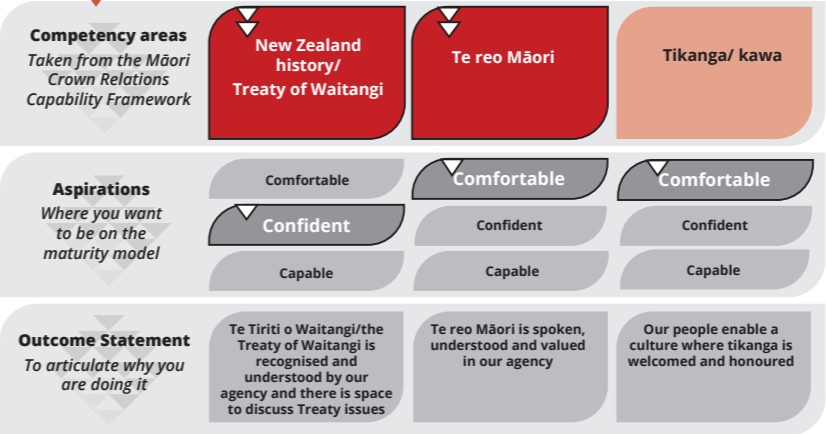 Competency areas
Taken from the Māori
Crown Relations
Capability Framework
New Zealand
history/
Treaty of Waitangi
Te reo Māori
Tikanga/ kawa
Aspirations
Where you want
to be on the
maturity model
Comfortable
Confident
Capable
Comfortable
Confident
Capable
Comfortable
Confident
Capable
Outcome Statement
To articulate why you
are doing it
Te Tiriti o Waitangi/the
Treaty of Waitangi is
recognised and
understood by our
agency and there is space
to discuss Treaty issues
Te reo Māori is spoken,
understood and valued
in our agency
Our people enable a
culture where tikanga is
welcomed and honoured